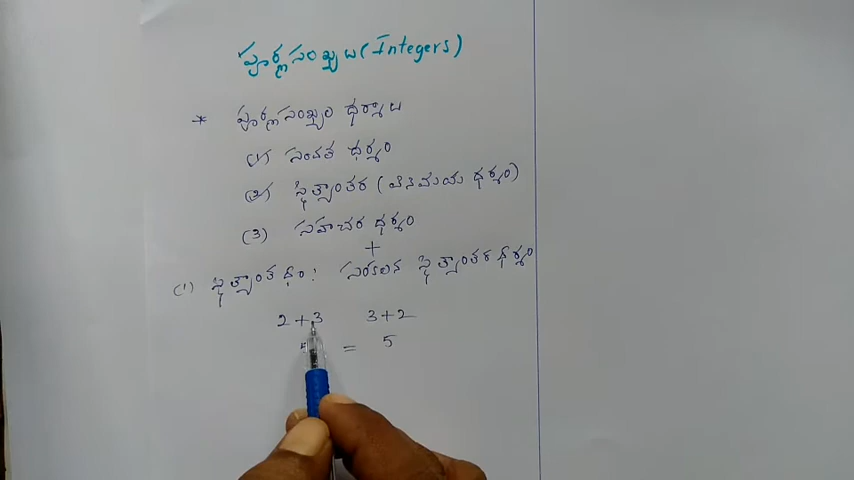 పూర్ణసంఖ్యలు (Integers)
* పూర్ణసంఖ్యల ధర్మాలు
(1) సంవృత ధర్మం
(2) స్థిత్యాంతర (వినిమయ ధర్మం)
(3) సహచర ధర్మం
+
(1) స్థిత్యాంత ధం: సంకలన స్థిత్యాంతర ధర్మం
2+3 3+2
= 5